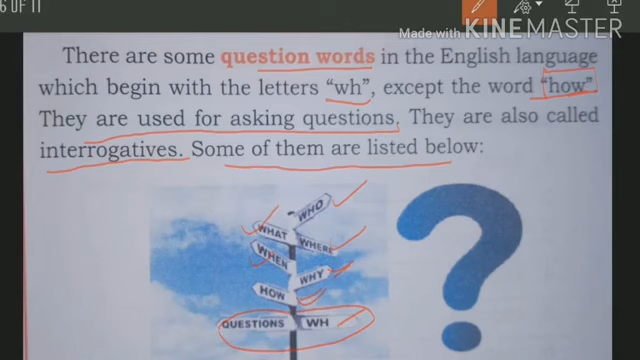 6 OF 11
Made with KINEMASTER
There are some question words in the English language
which begin with the letters “wh”, except the word “how”
They are used for asking questions. They are also called
interrogatives. Some of them are listed below:
WHO
WHAT
WHERE
WHEN
WHY
HOW
QUESTIONS WH